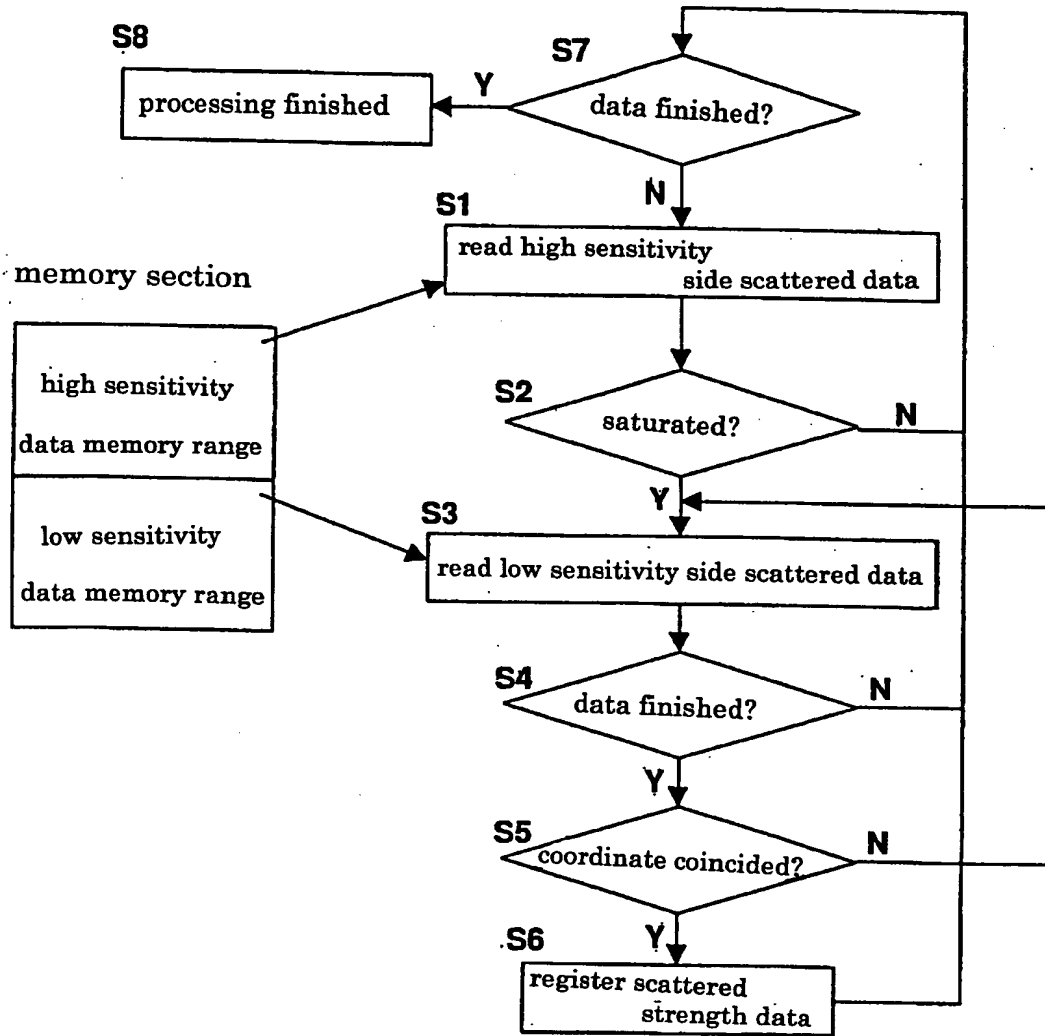 S8
S7
Y
processing finished
data finished?
N
S1
read high sensitivity
side scattered data
memory section
high sensitivity
data memory range
S2
saturated?
N
Y
S3
low sensitivity
data memory range
read low sensitivity side scattered data
S4
data finished?
N
Y
S5
coordinate coincided?
N
Y
S6
register scattered
strength data